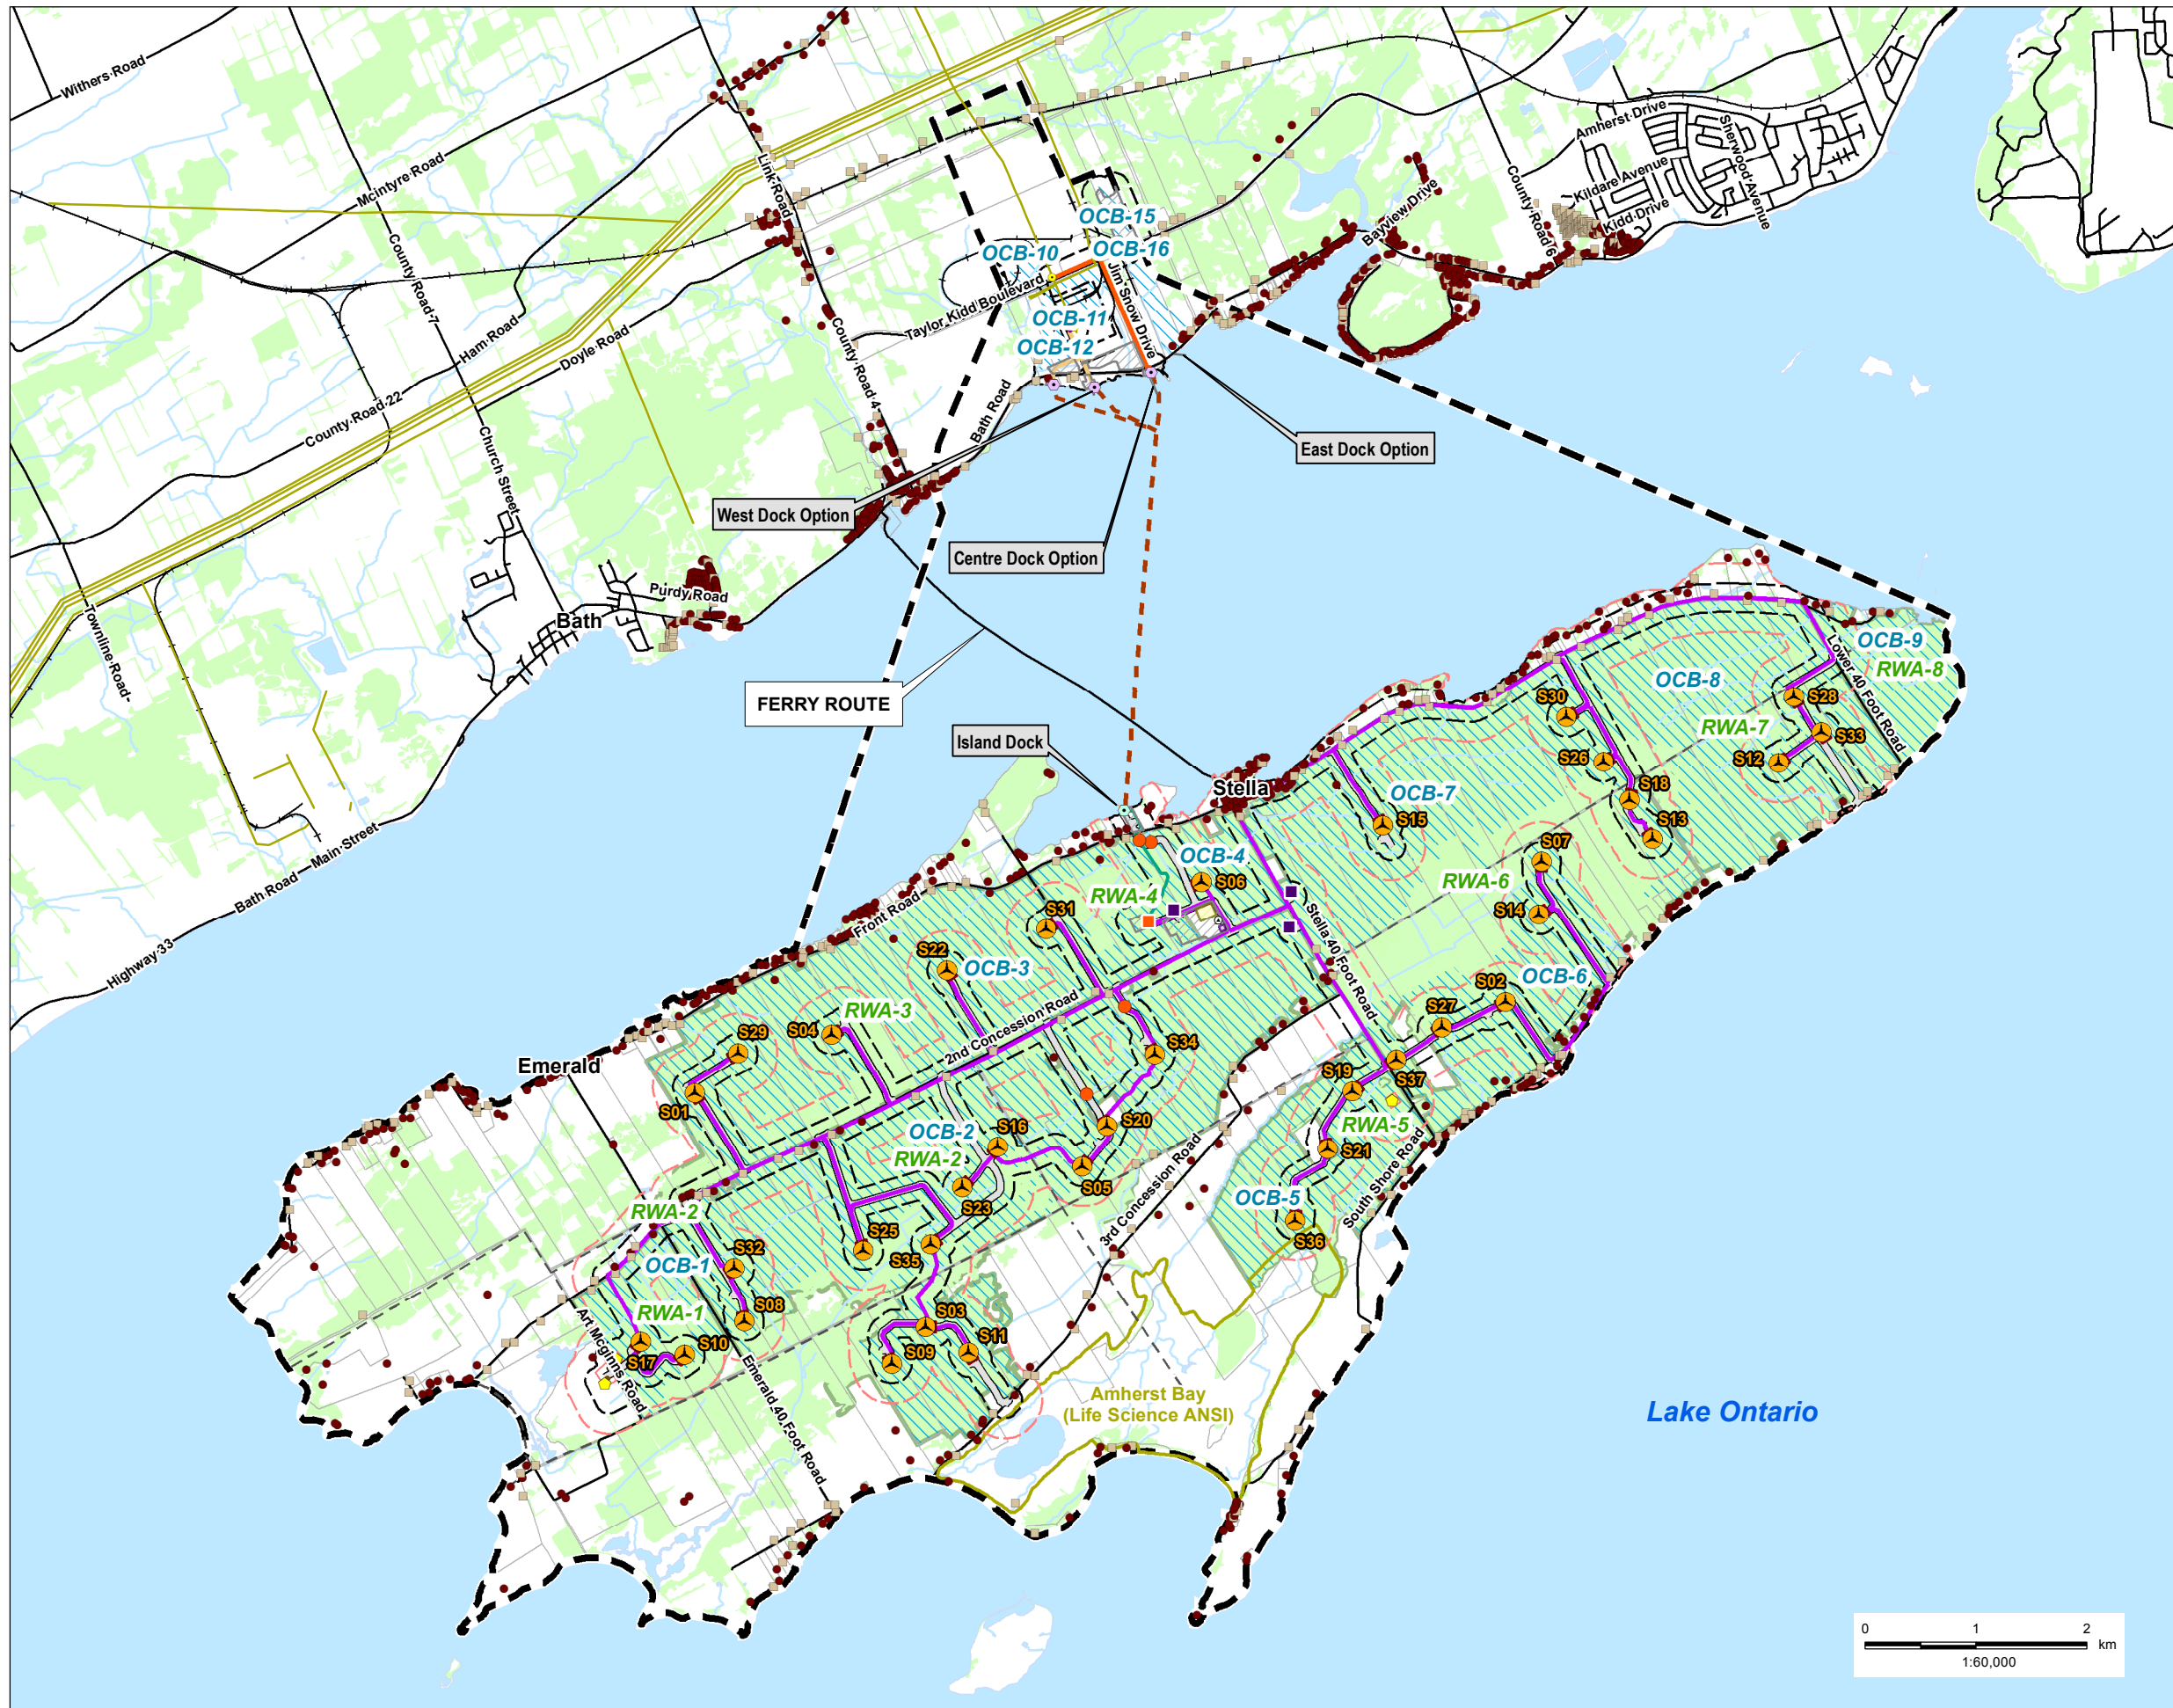 Withers Road
Mcintyre Road
County Road 7
Link Road
Ham Road
Doyle Road
County Road 22
Church Street
County Road 4
Townline Road
Purdy Road
Bath
Bath Road
Main Street
Highway 33
Bath Road
Taylor Kidd Boulevard
Jim Snow Drive
OCB-15
OCB-16
OCB-10
OCB-11
OCB-12
Bayview Drive
County Road 6
Amherst Drive
Sherwood Avenue
Kildare Avenue
Kidd Drive
East Dock Option
West Dock Option
Centre Dock Option
FERRY ROUTE
Island Dock
Stella
Emerald
Front Road
2nd Concession Road
3rd Concession Road
Stella 40 Foot Road
South Shore Road
Lower 40 Foot Road
Art Mcginns Road
Emerald 40 Foot Road
OCB-9
RWA-8
OCB-8
RWA-7
S28
S33
S12
S30
S26
S18
S13
OCB-7
S15
S07
RWA-6
S14
OCB-6
S02
S27
S37
OCB-4
S06
RWA-4
S31
S22
OCB-3
RWA-3
S04
S29
S01
S34
S20
S05
S16
OCB-2
RWA-2
S23
S19
RWA-5
S21
OCB-5
S36
RWA-2
OCB-1
RWA-1
S32
S08
S10
S17
S25
S35
S03
S11
S09
Amherst Bay
(Life Science ANSI)
Lake Ontario
0 1 2
km
1:60,000